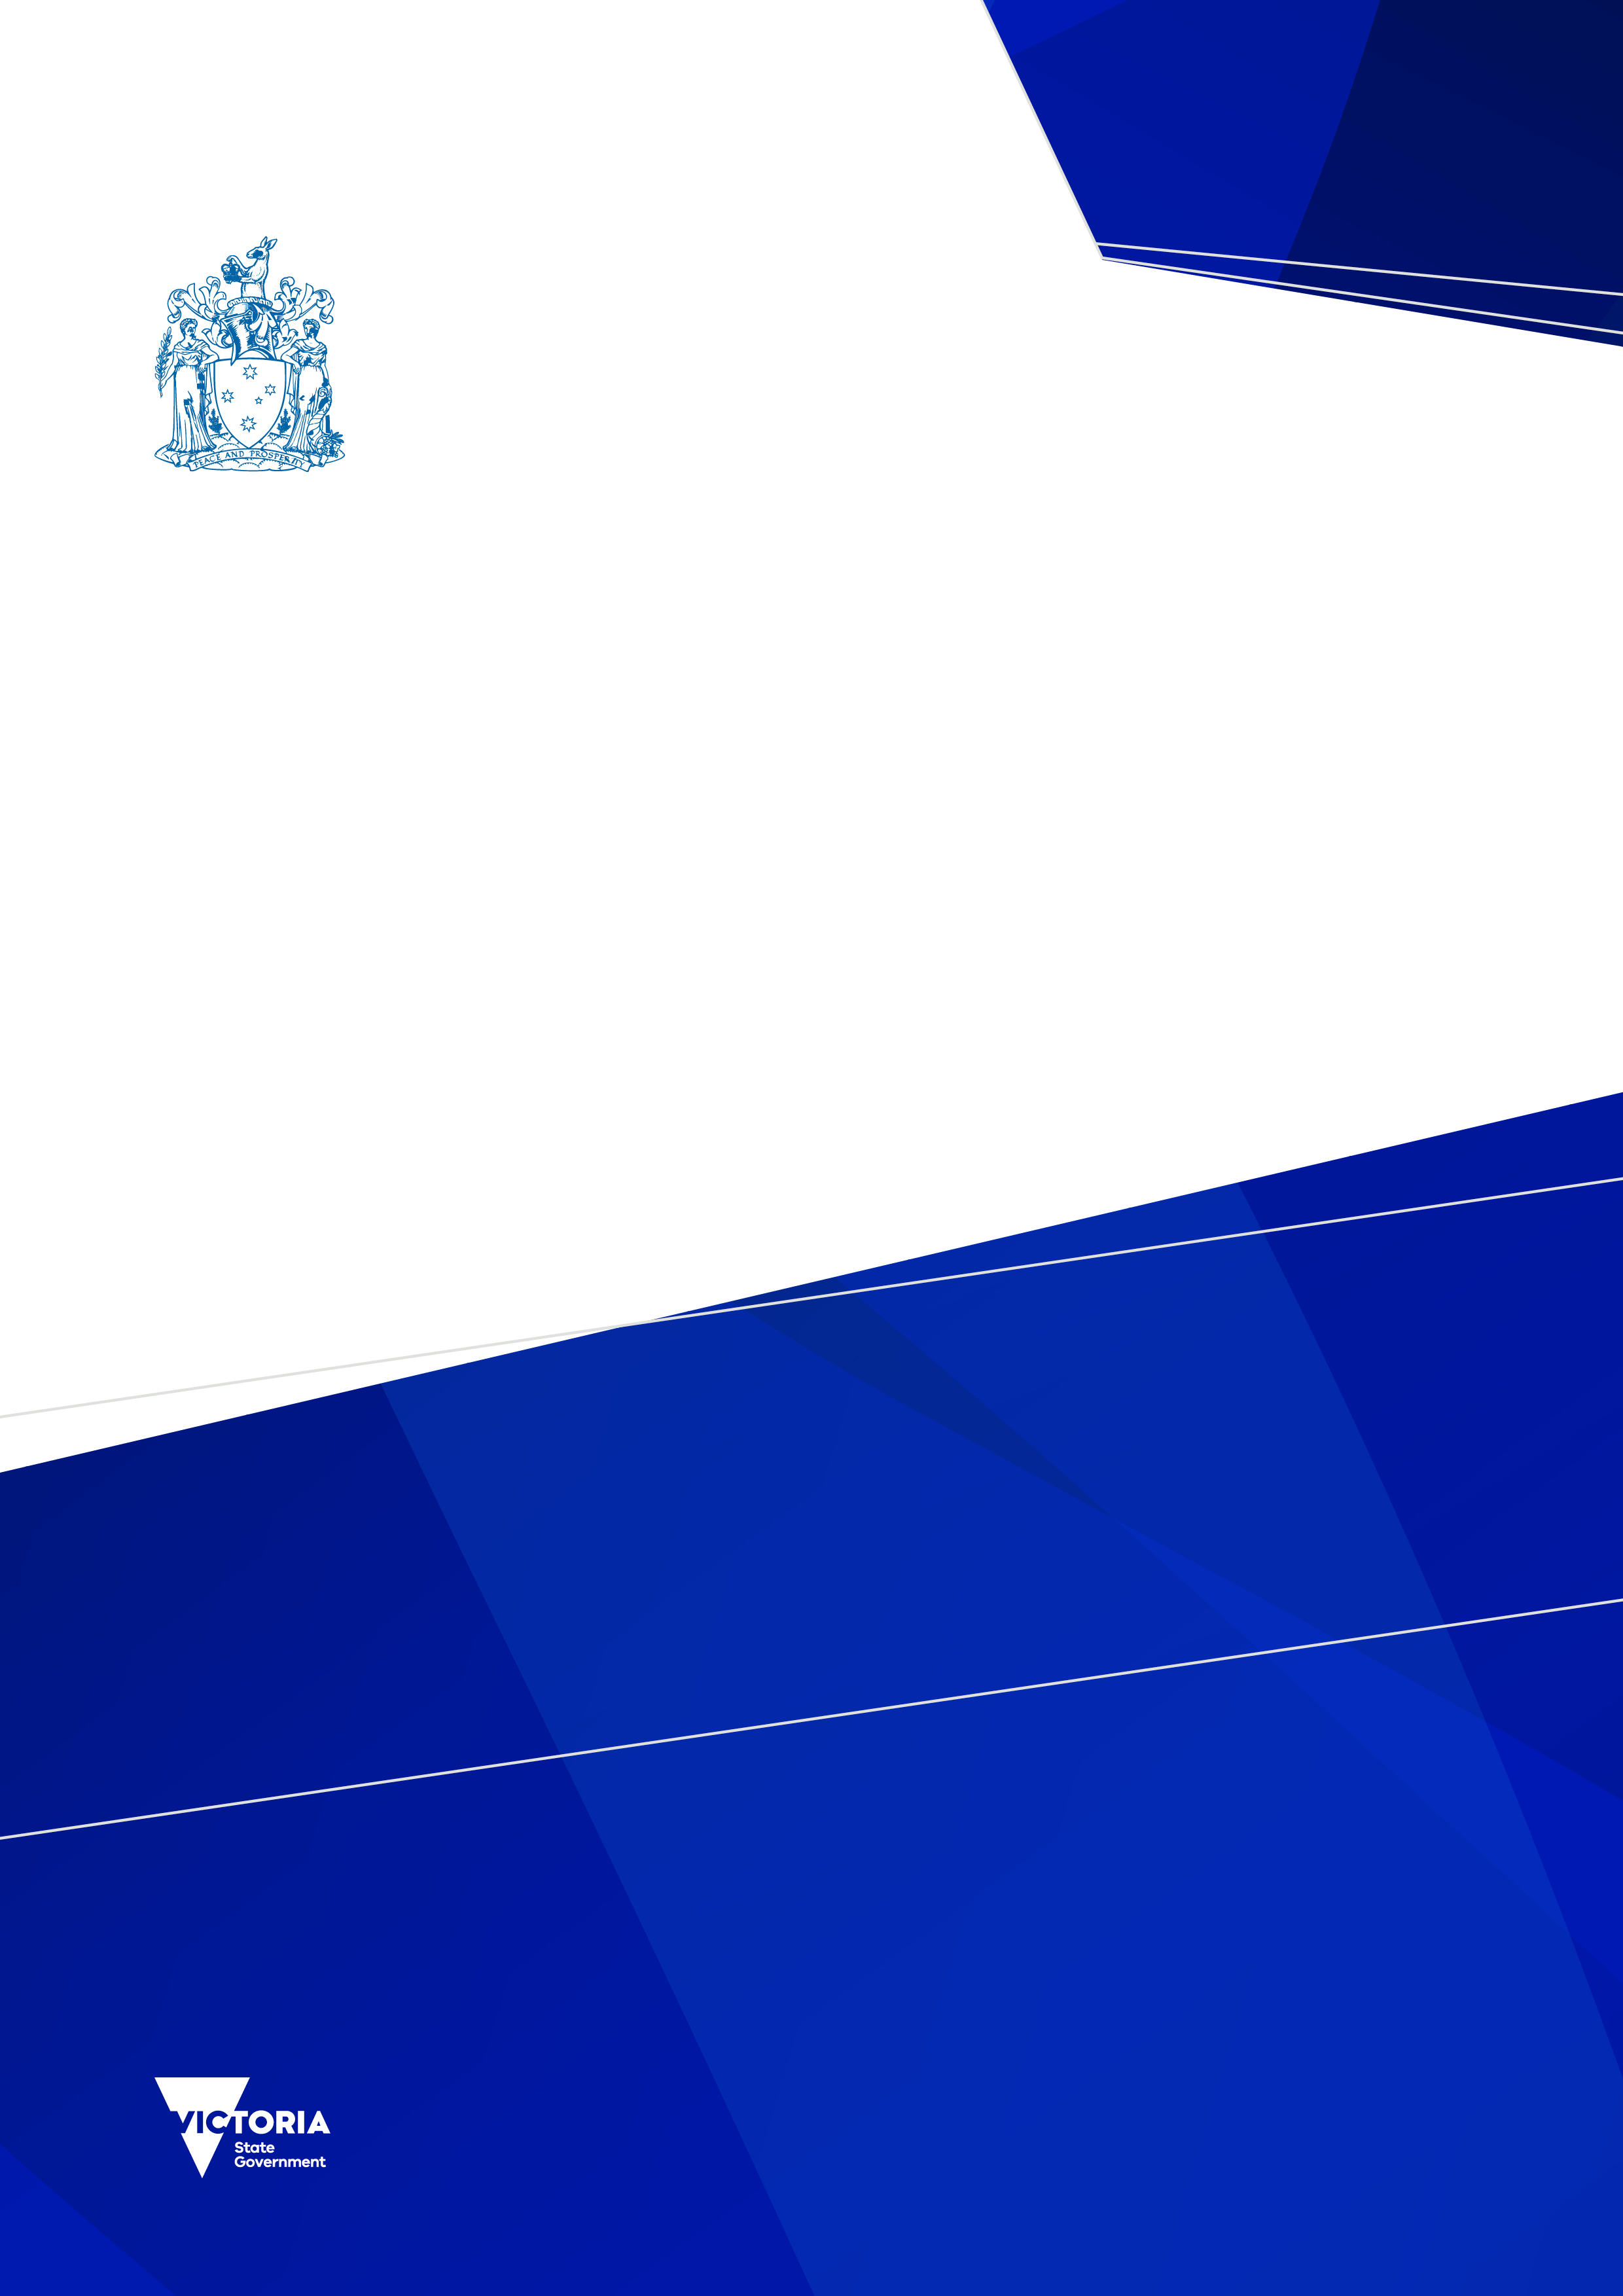 PEACE AND PROSPERITY
VICTORIA
State
Government